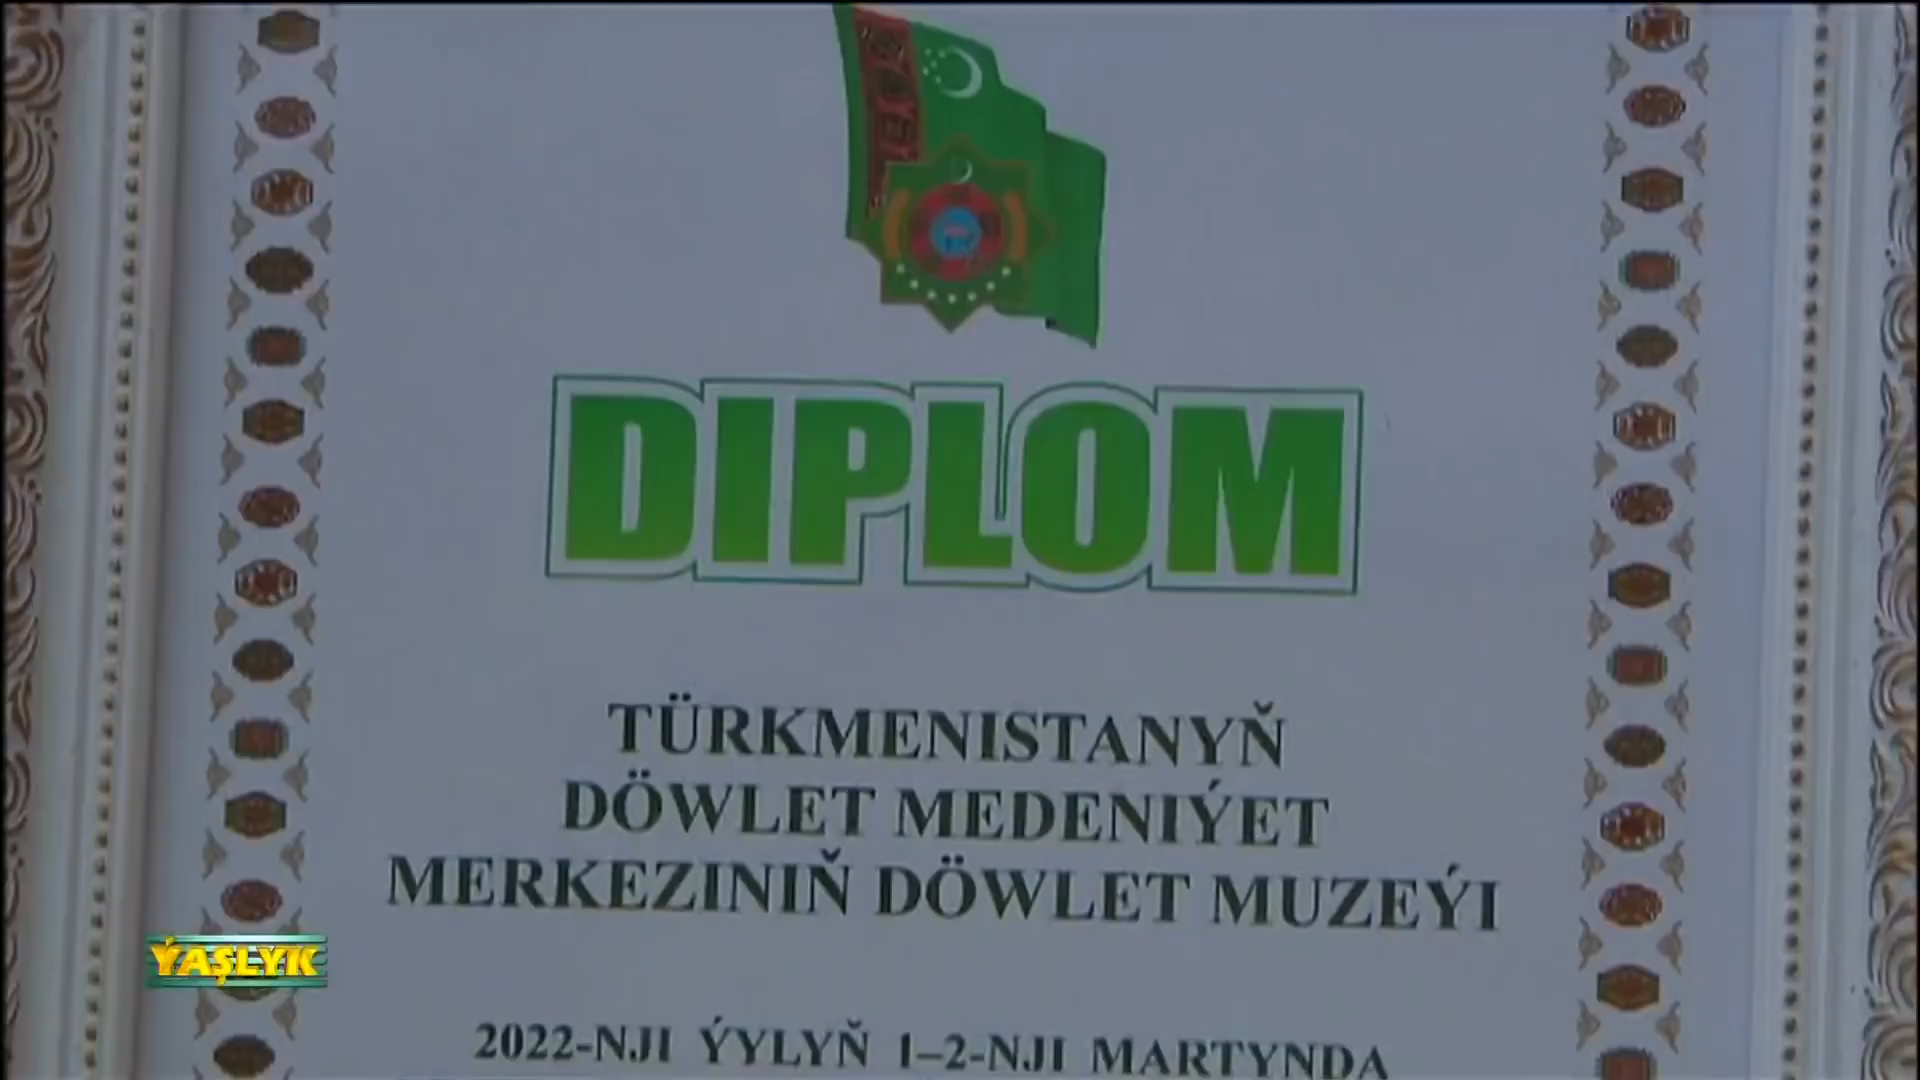 DIPLOM
TÜRKMENISTANYŇ
DÖWLET MEDENIÝET
MERKEZINIŇ DÖWLET MUZEÝI
ÝAŞLYK
2022-NJI ÝYLYŇ 1–2-NJI MARTYNDA